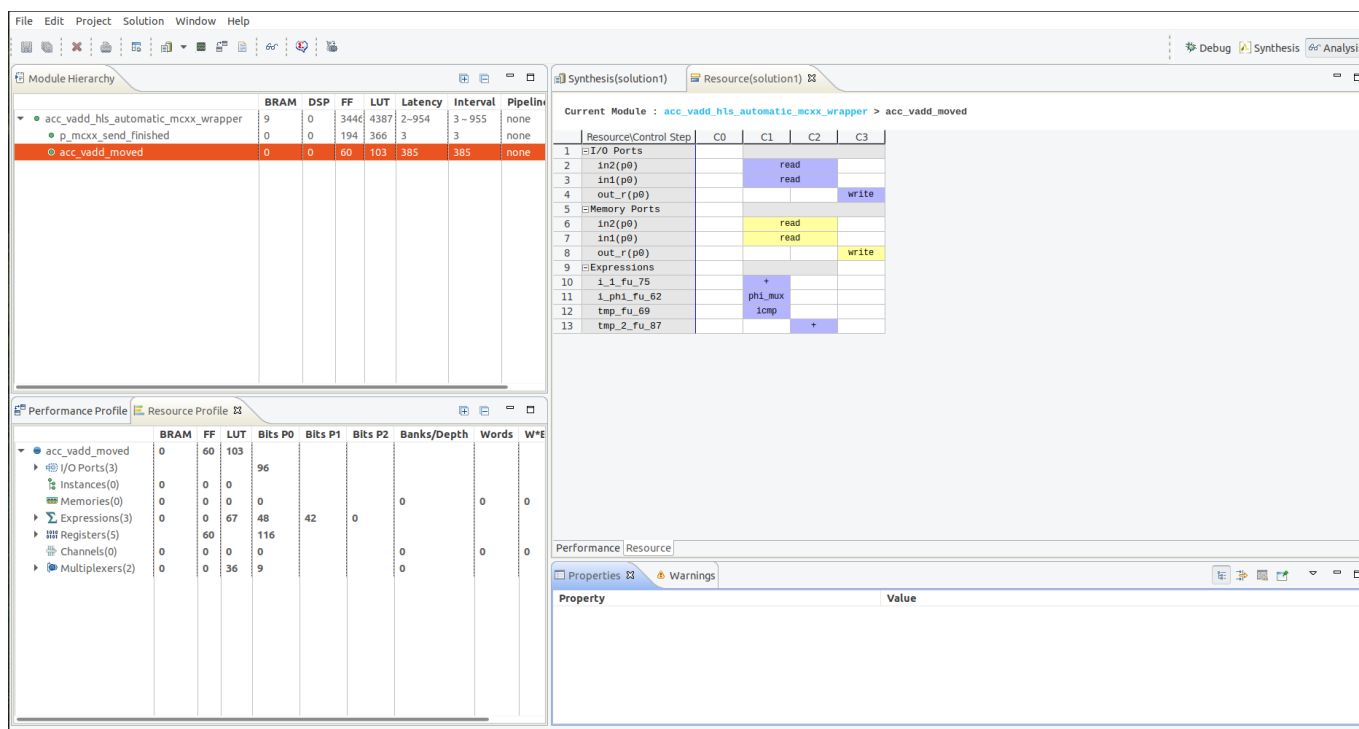 File Edit Project Solution Window Help
Debug Synthesis Analysi
Module Hierarchy
BRAM DSP FF LUT Latency Interval Pipelin
acc_vadd_hls_automatic_mcxx_wrapper 9 0 3446 4387 2~954 3 ~ 955 none
p_mcxx_send_finished 0 0 194 366 3 3 none
acc_vadd_moved 0 0 60 103 385 385 none
Performance Profile Resource Profile
BRAM FF LUT Bits P0 Bits P1 Bits P2 Banks/Depth Words W*E
acc_vadd_moved 0 60 103
I/O Ports(3) 96
Instances(0) 0 0 0
Memories(0) 0 0 0 0 0 0 0
Expressions(3) 0 0 67 48 42 0
Registers(5) 60 116
Channels(0) 0 0 0 0 0 0 0
Multiplexers(2) 0 0 36 9 0
Synthesis(solution1) Resource(solution1)
Current Module : acc_vadd_hls_automatic_mcxx_wrapper > acc_vadd_moved
Resource\Control Step C0 C1 C2 C3
1 I/O Ports
2 in2(p0) read
3 in1(p0) read
4 out_r(p0) write
5 Memory Ports
6 in2(p0) read
7 in1(p0) read
8 out_r(p0) write
9 Expressions
10 i_1_fu_75 +
11 i_phi_fu_62 phi_mux
12 tmp_fu_69 icmp
13 tmp_2_fu_87 +
Performance Resource
Properties Warnings
Property Value